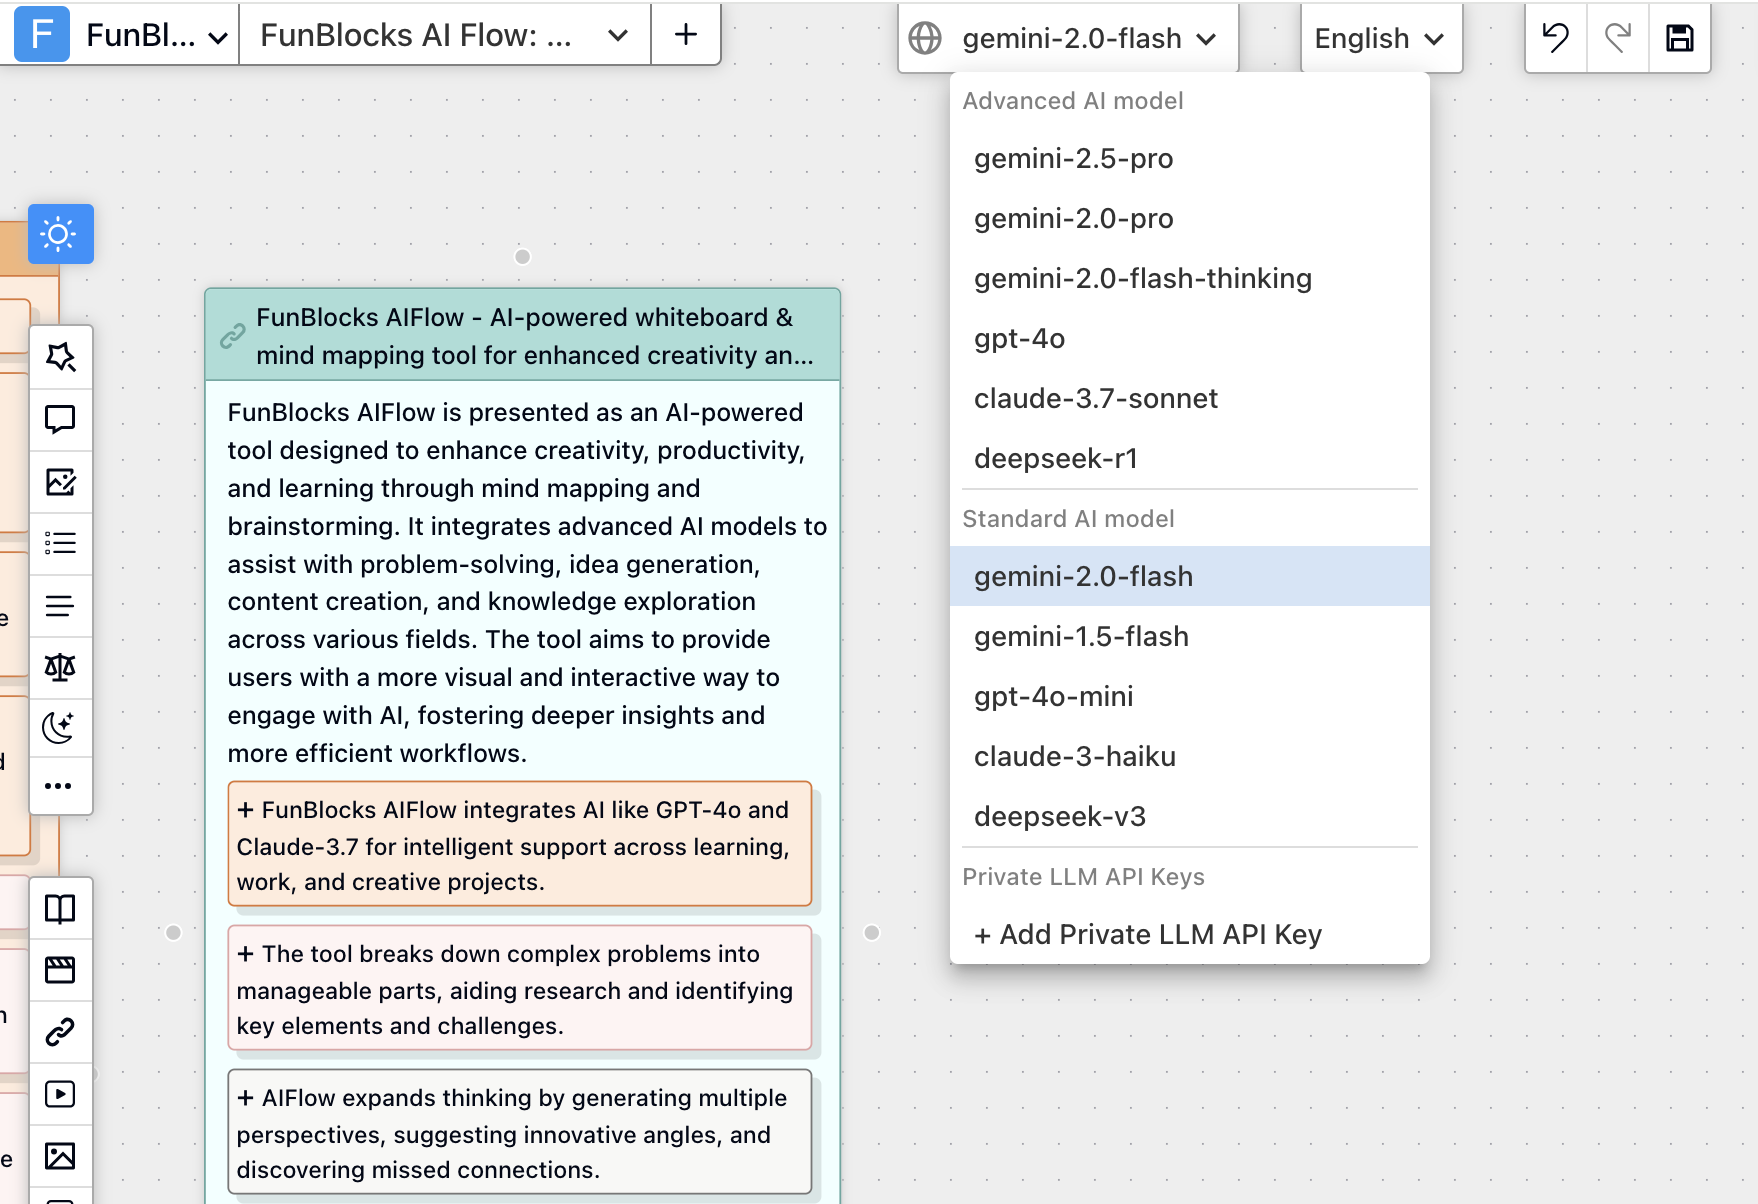 F FunBl...
FunBlocks AI Flow: ...
+
gemini-2.0-flash
English
Advanced AI model
gemini-2.5-pro
gemini-2.0-pro
gemini-2.0-flash-thinking
gpt-4o
claude-3.7-sonnet
deepseek-r1
Standard AI model
gemini-2.0-flash
gemini-1.5-flash
gpt-4o-mini
claude-3-haiku
deepseek-v3
Private LLM API Keys
+ Add Private LLM API Key
FunBlocks AIFlow - AI-powered whiteboard &
mind mapping tool for enhanced creativity an...
FunBlocks AIFlow is presented as an AI-powered
tool designed to enhance creativity, productivity,
and learning through mind mapping and
brainstorming. It integrates advanced AI models to
assist with problem-solving, idea generation,
content creation, and knowledge exploration
across various fields. The tool aims to provide
users with a more visual and interactive way to
engage with AI, fostering deeper insights and
more efficient workflows.
+ FunBlocks AIFlow integrates AI like GPT-4o and
Claude-3.7 for intelligent support across learning,
work, and creative projects.
+ The tool breaks down complex problems into
manageable parts, aiding research and identifying
key elements and challenges.
+ AIFlow expands thinking by generating multiple
perspectives, suggesting innovative angles, and
discovering missed connections.